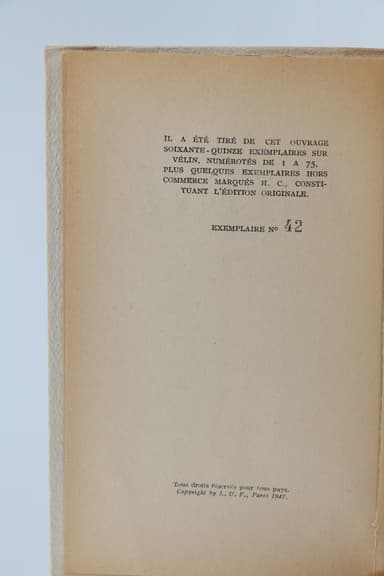 IL A ÉTÉ TIRÉ DE CET OUVRAGE
SOIXANTE-QUINZE EXEMPLAIRES SUR
VÉLIN, NUMÉROTÉS DE 1 A 75,
PLUS QUELQUES EXEMPLAIRES HORS
COMMERCE MARQUÉS H. C., CONSTI-
TUANT L'ÉDITION ORIGINALE.
EXEMPLAIRE Nº 42
Tous droits réservés pour tous pays.
Copyright by L. U. F., Paris 1947.